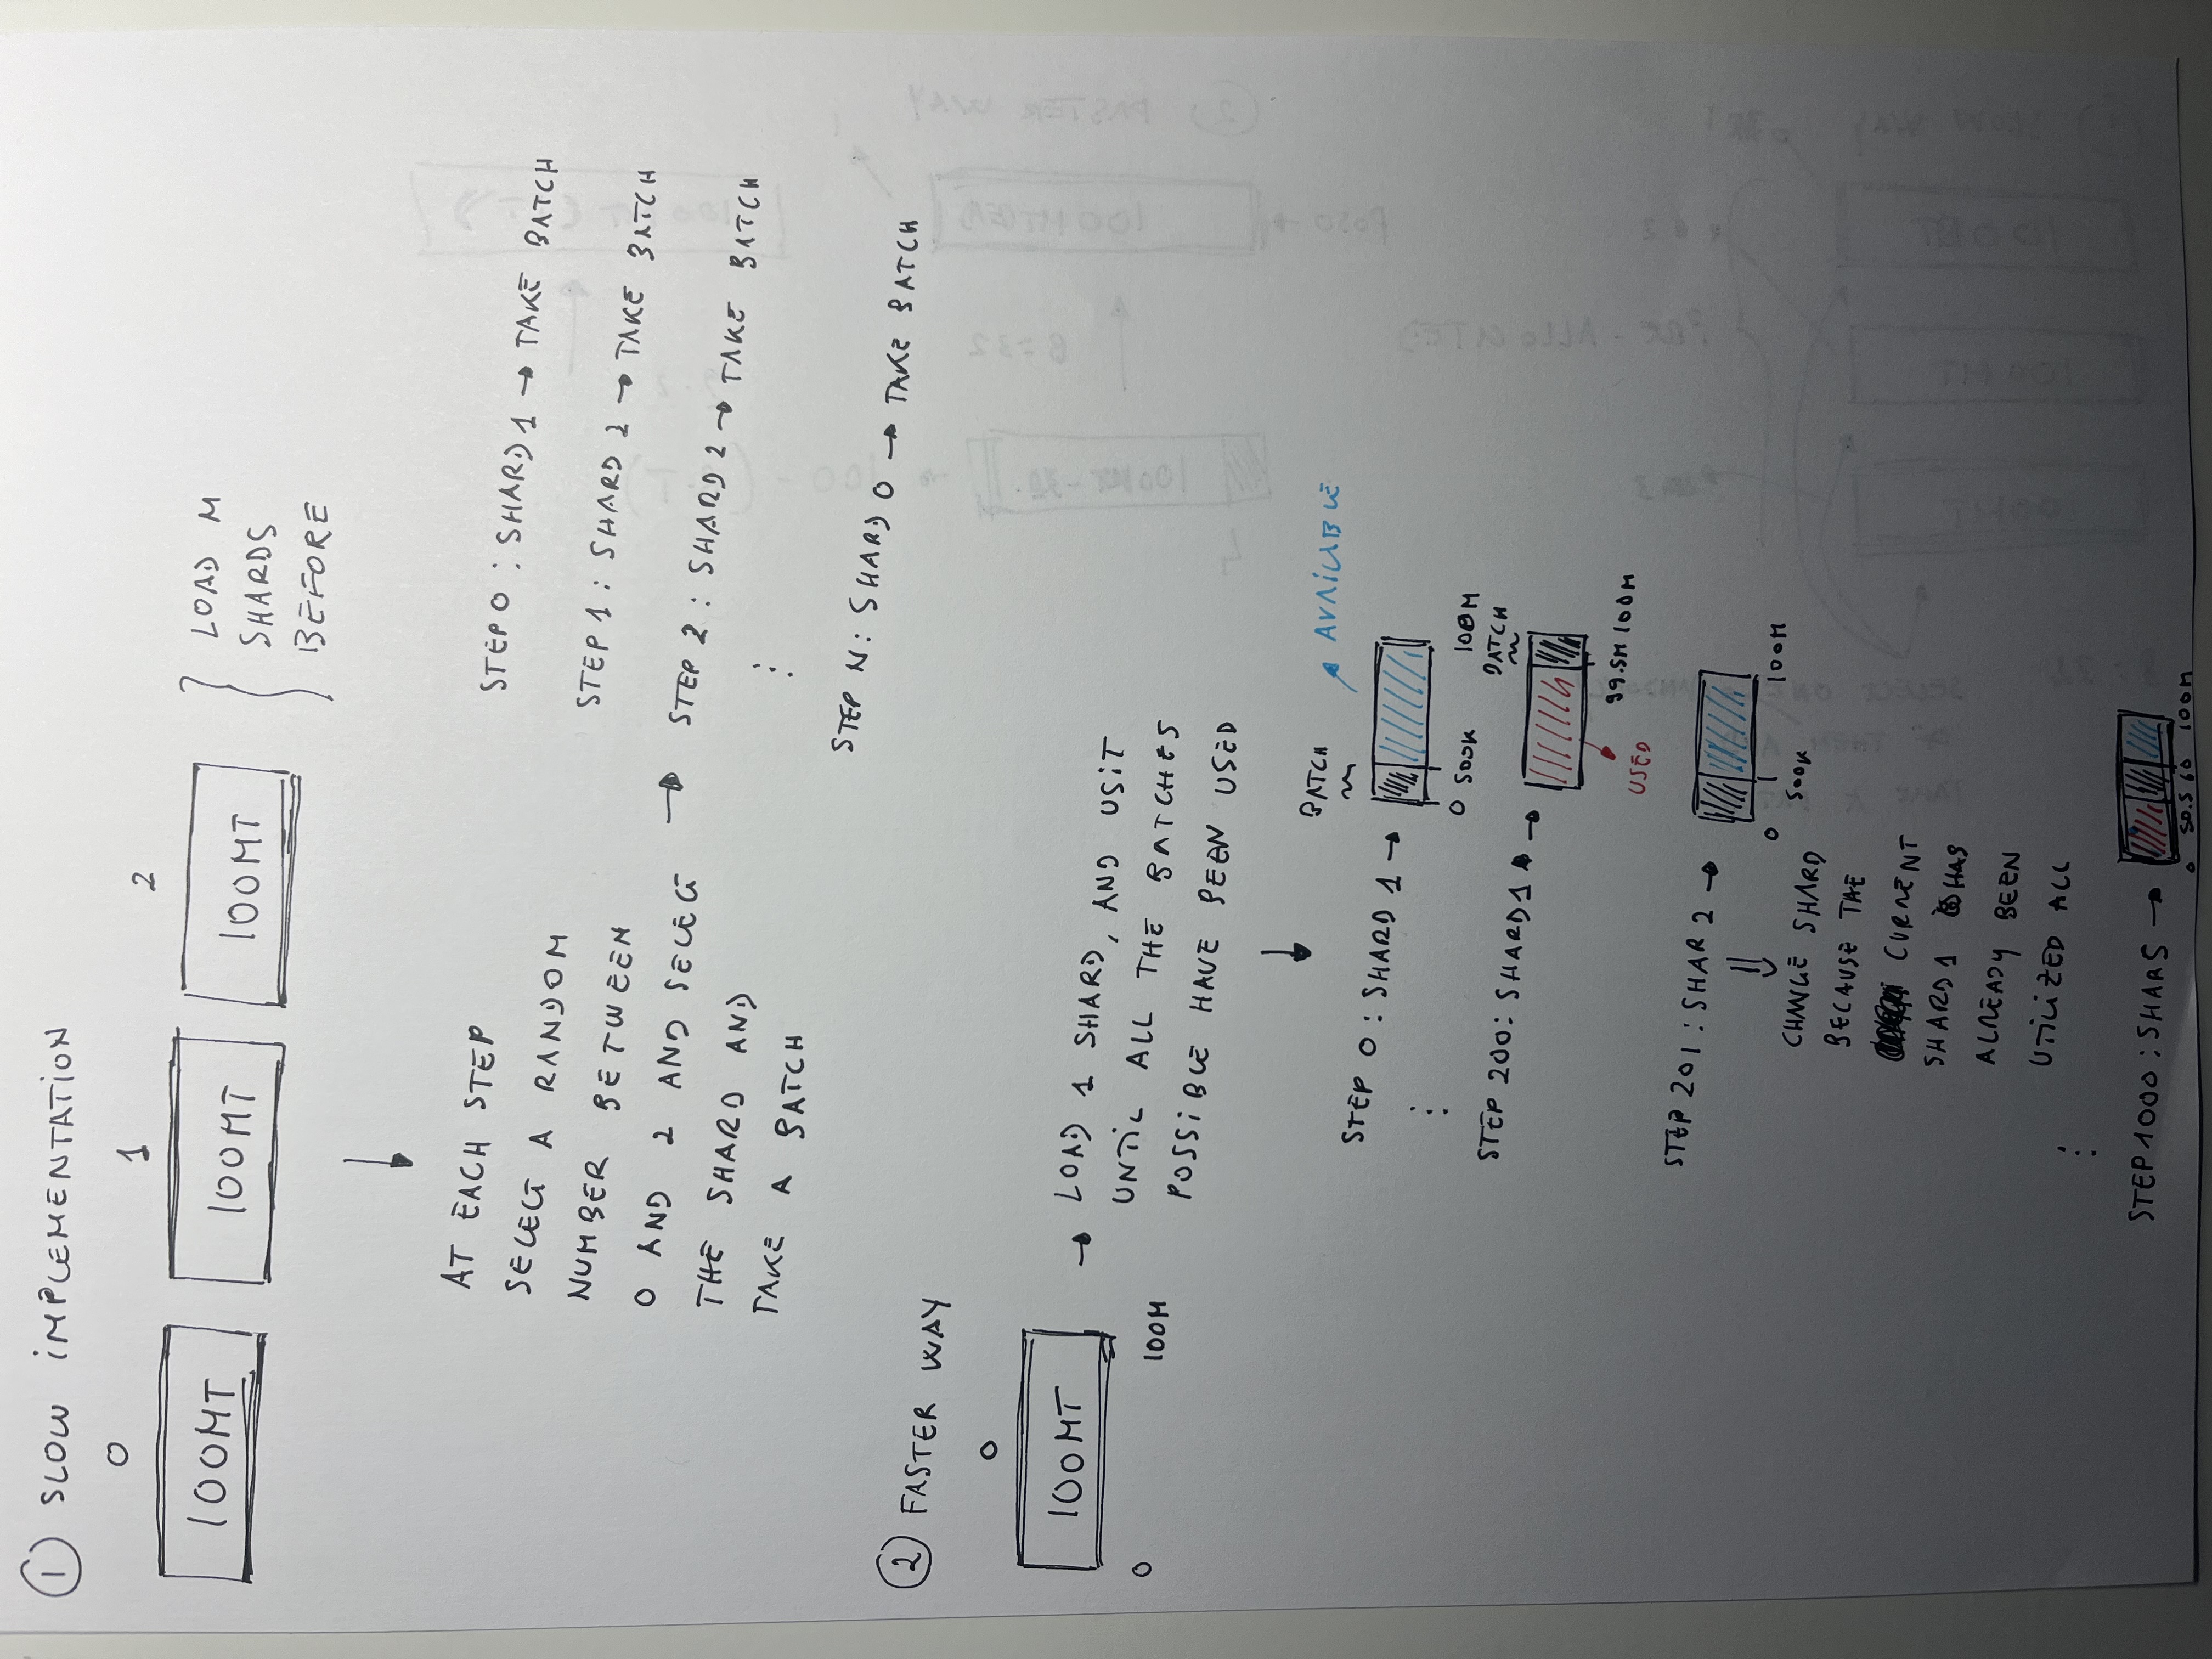 1 SLOW IMPLEMENTATION
0 1 2
100MT 100MT 100MT
LOAD M
SHARDS
BEFORE
AT EACH STEP
SELECT A RANDOM
NUMBER BETWEEN
0 AND 2 AND SELECT
THE SHARD AND
TAKE A BATCH
STEP 0 : SHARD 1 → TAKE BATCH
STEP 1 : SHARD 2 → TAKE BATCH
STEP 2 : SHARD 2 → TAKE BATCH
STEP N : SHARD 0 → TAKE BATCH
2 FASTER WAY
0
100MT
0 100M
→ LOAD 1 SHARD, AND USIT
UNTIL ALL THE BATCHES
POSSIBLE HAVE BEEN USED
BATCH
AVAILABLE
STEP 0 : SHARD 1 →
0 500K 100M
BATCH
STEP 200 : SHARD 1 →
99.5M 100M
USED
STEP 201 : SHAR 2 →
0 500K 100M
CHANGE SHARD
BECAUSE THE
CURRENT
SHARD 1 HAS
ALREADY BEEN
UTILIZED ALL
STEP 1000 : SHAR 5 →
0 50.5 60 100M